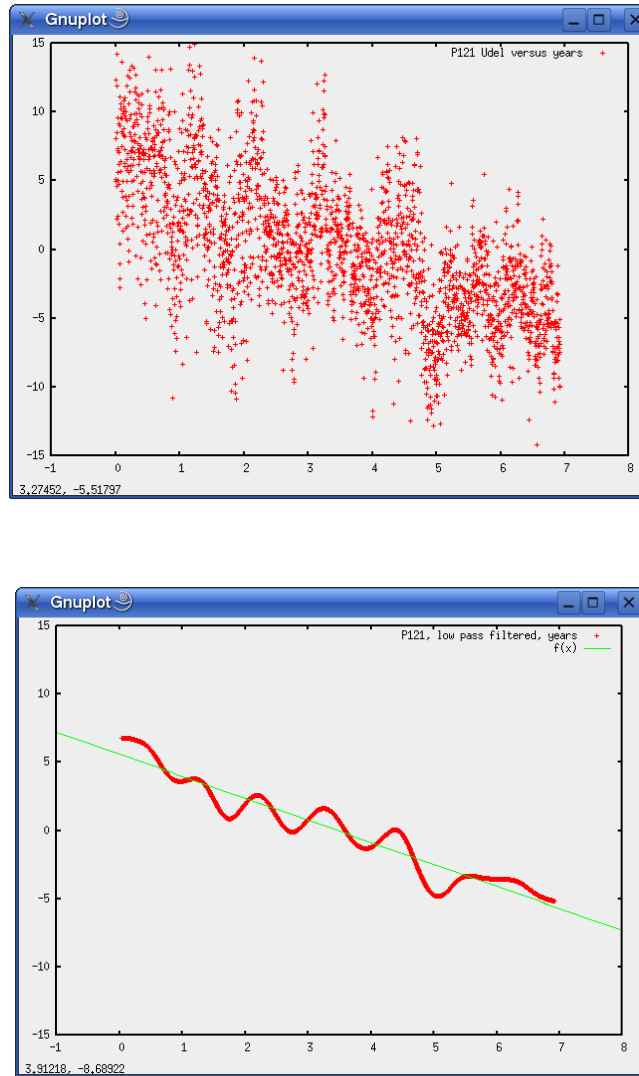 Gnuplot
P121 Udel versus years
15
10
5
0
-5
-10
-15
-1 0 1 2 3 4 5 6 7 8
3.27452, -5.51797
Gnuplot
P121, low pass filtered, years
f(x)
15
10
5
0
-5
-10
-15
-1 0 1 2 3 4 5 6 7 8
3.91218, -8.68922